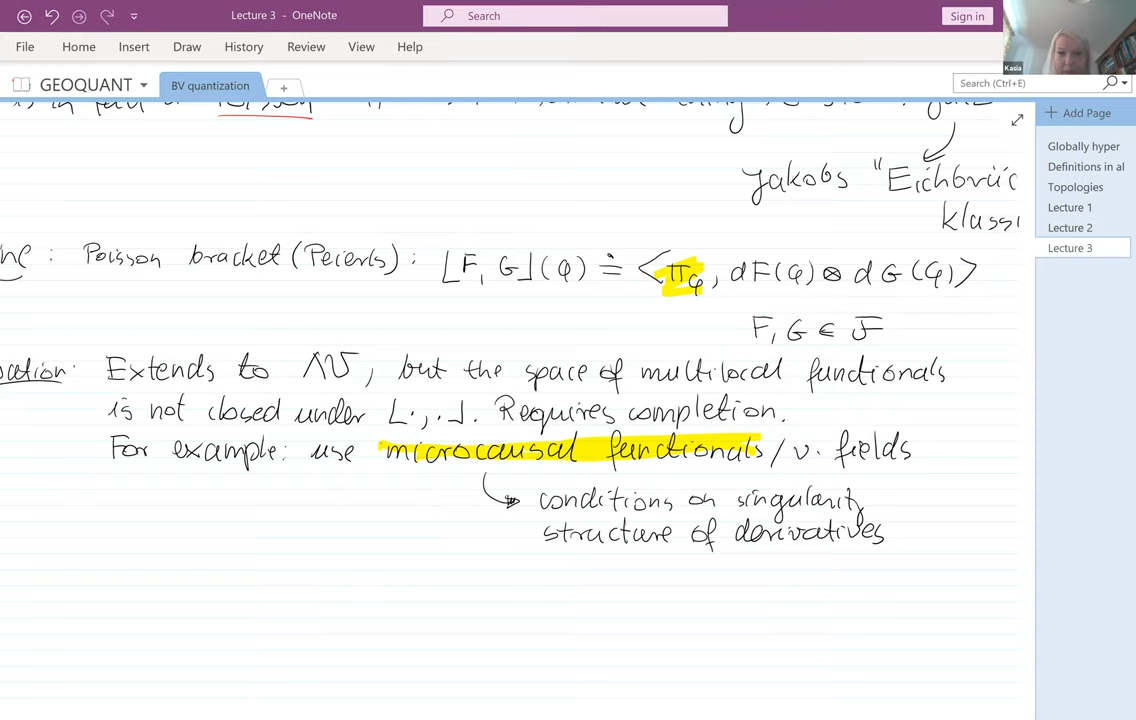 Lecture 3 - OneNote
Search
Sign in
File Home Insert Draw History Review View Help
Kasia
GEOQUANT
BV quantization
Search (Ctrl+E)
Add Page
Globally hyper
Definitions in al
Topologies
Lecture 1
Lecture 2
Lecture 3
Jakobs "Eichbrüc
klassi
: Poisson bracket (Peierls) : ⌊F, G⌋(φ) ≐ <Π_φ, dF(φ) ⊗ dG(φ)>
F, G ∈ F
ation: Extends to ΛV, but the space of multilocal functionals
is not closed under ⌊·,·⌋. Requires completion.
For example: use microcausal functionals / v. fields
conditions on singularity
structure of derivatives